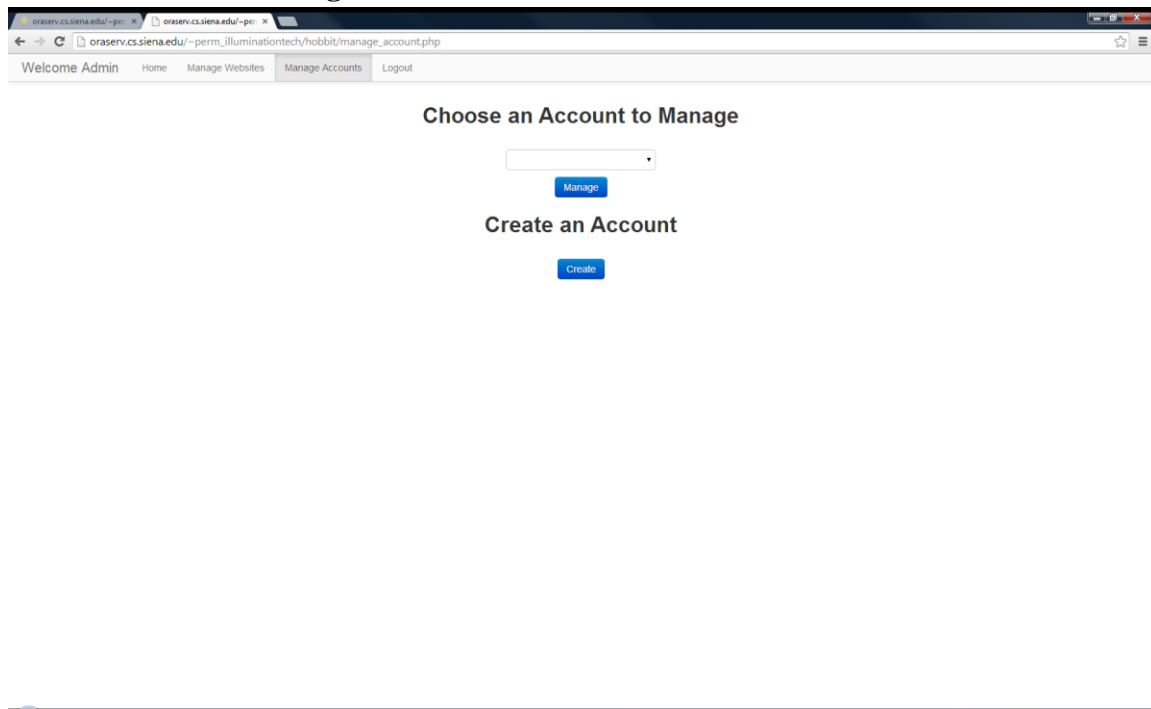 oraserv.cs.siena.edu/~per
oraserv.cs.siena.edu/~per
oraserv.cs.siena.edu/~perm_illuminationtech/hobbit/manage_account.php
Welcome Admin Home Manage Websites Manage Accounts Logout
Choose an Account to Manage
Manage
Create an Account
Create